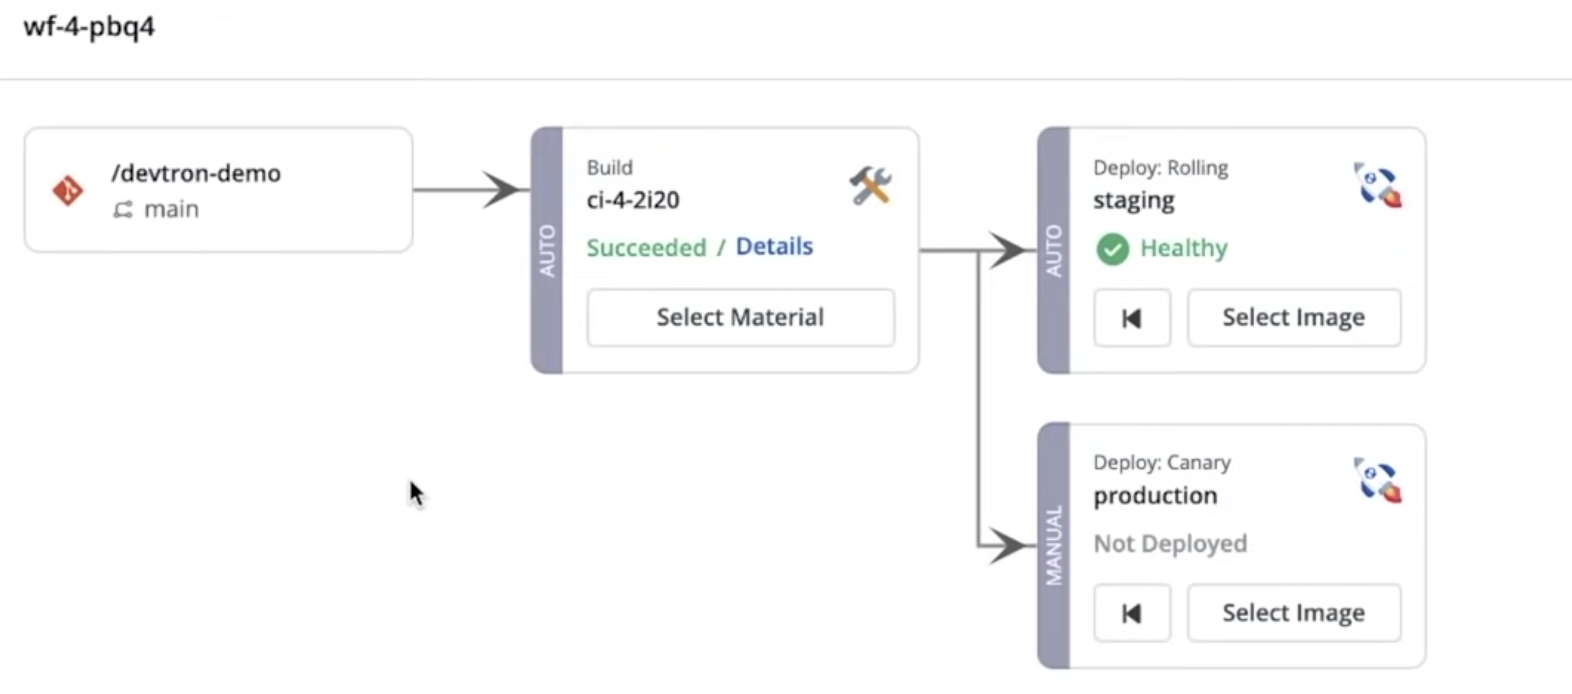 wf-4-pbq4
/devtron-demo
main
AUTO
Build
ci-4-2i20
Succeeded / Details
Select Material
AUTO
Deploy: Rolling
staging
Healthy
Select Image
MANUAL
Deploy: Canary
production
Not Deployed
Select Image